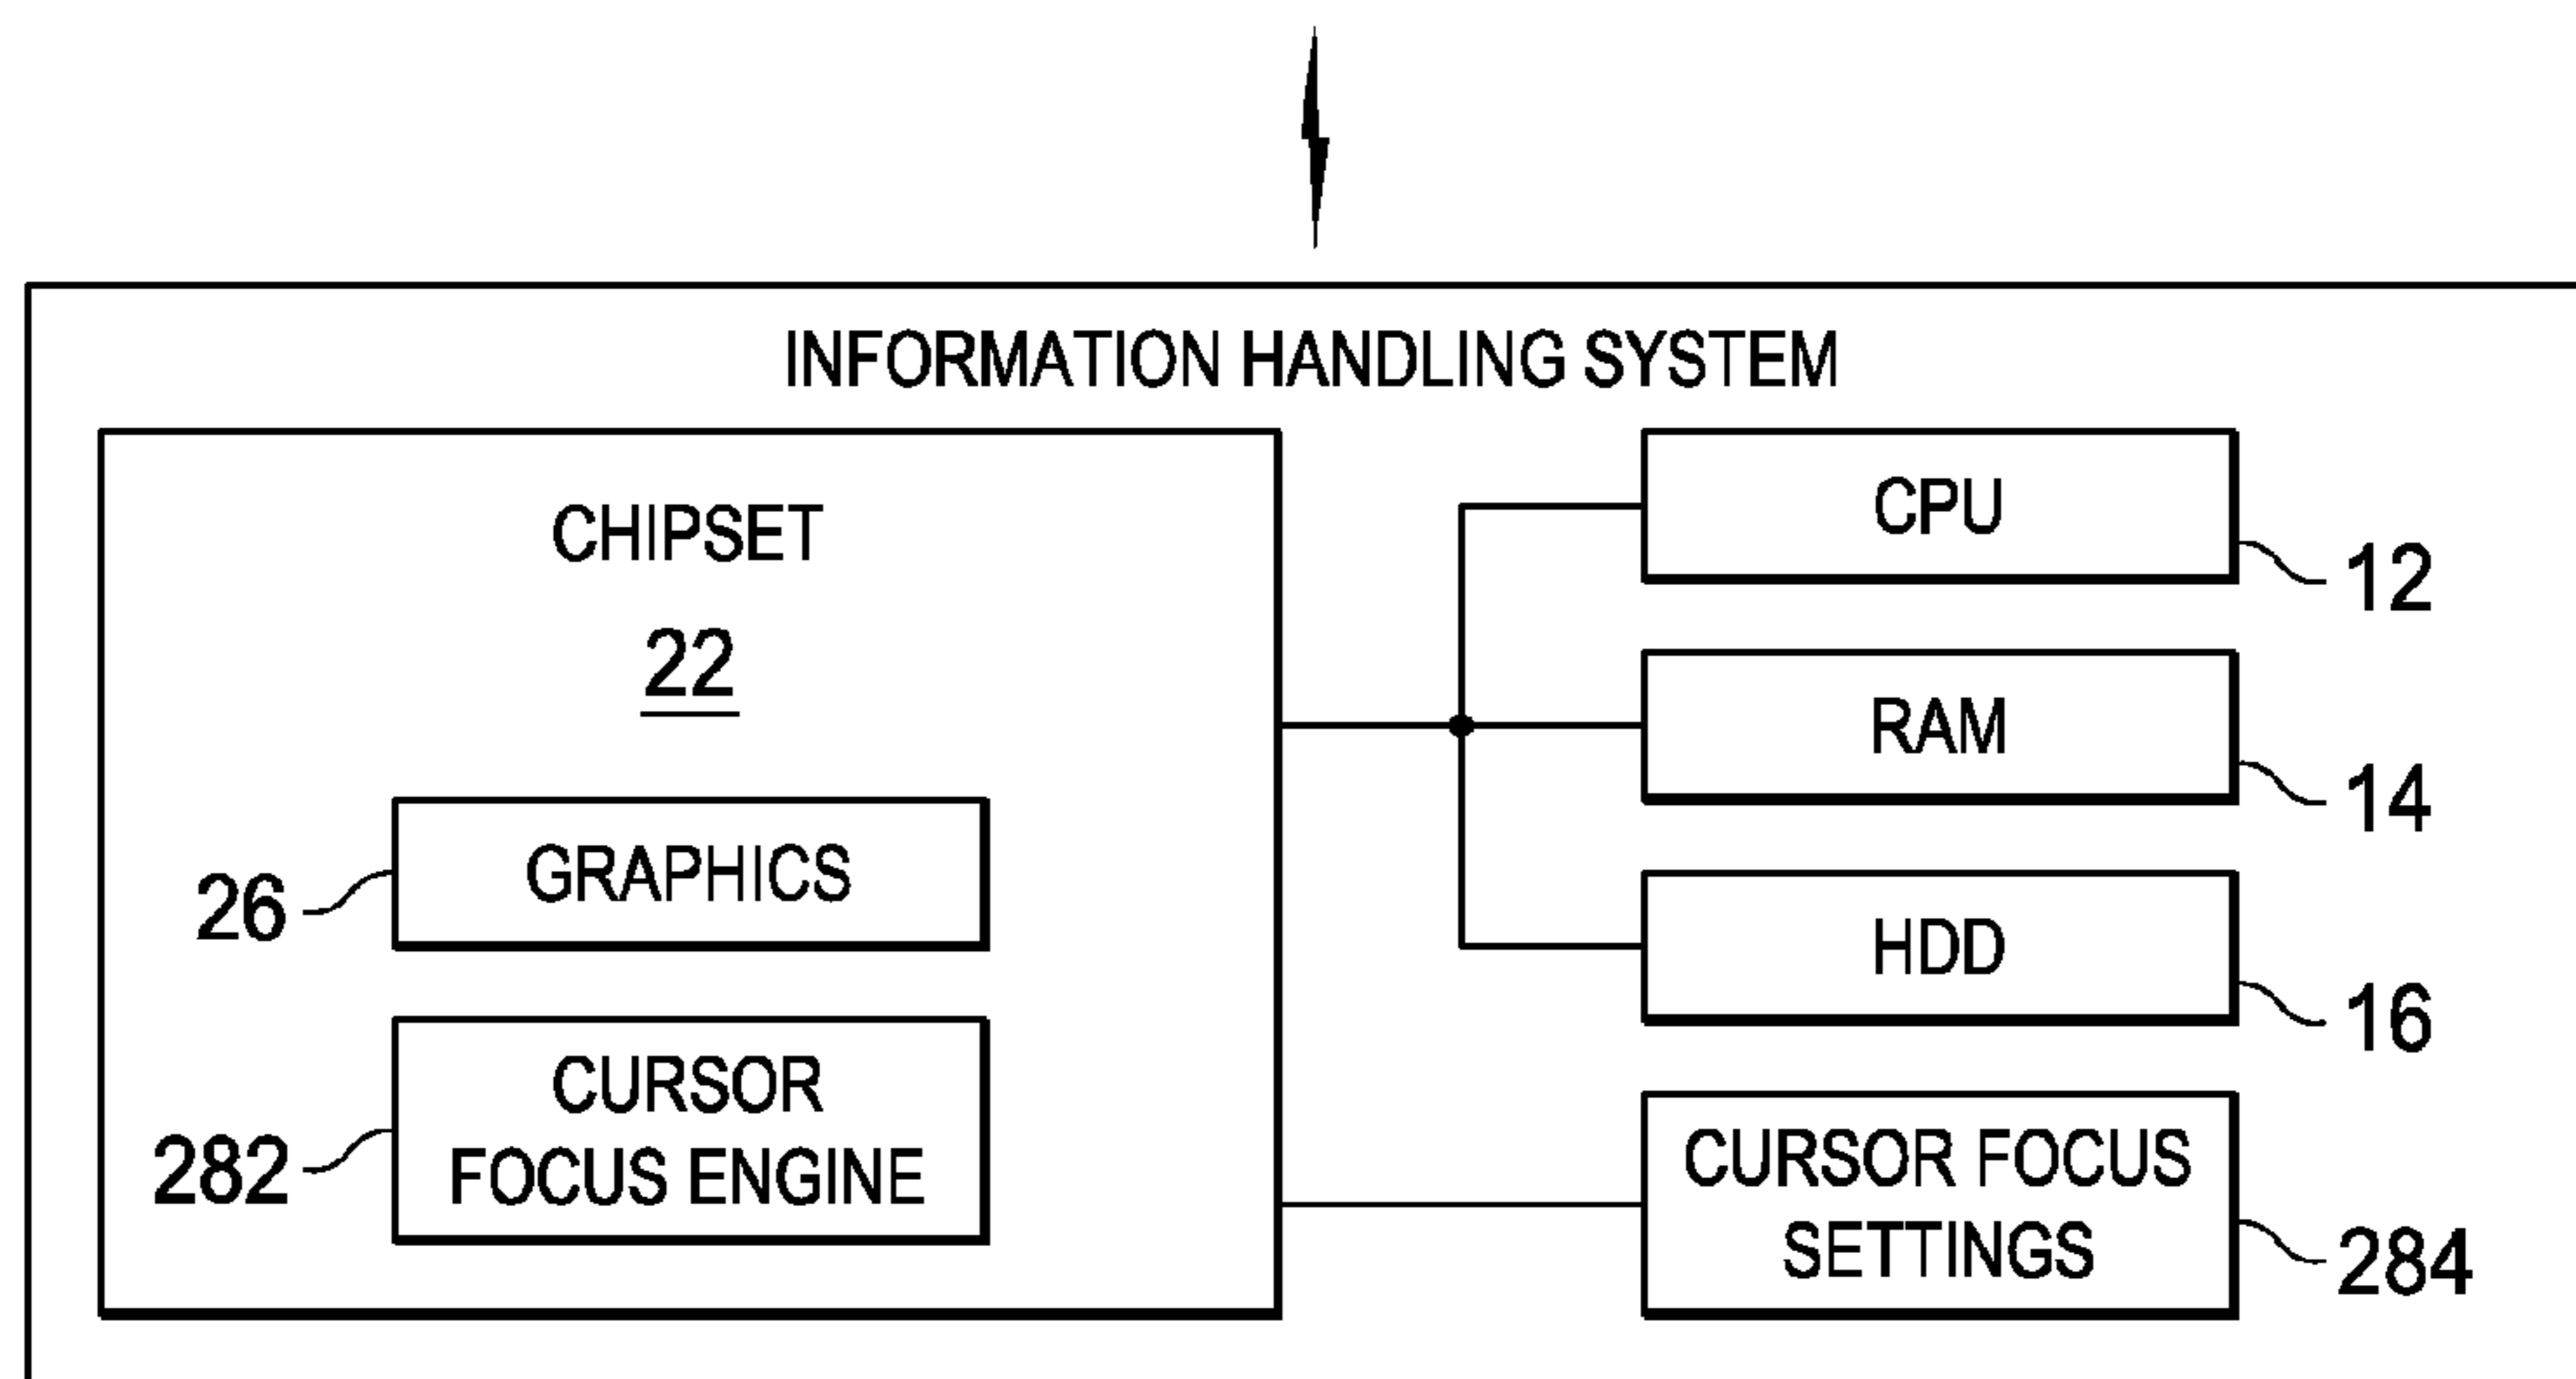 INFORMATION HANDLING SYSTEM
CHIPSET
22
GRAPHICS
26
CURSOR
FOCUS ENGINE
282
CPU
12
RAM
14
HDD
16
CURSOR FOCUS
SETTINGS
284